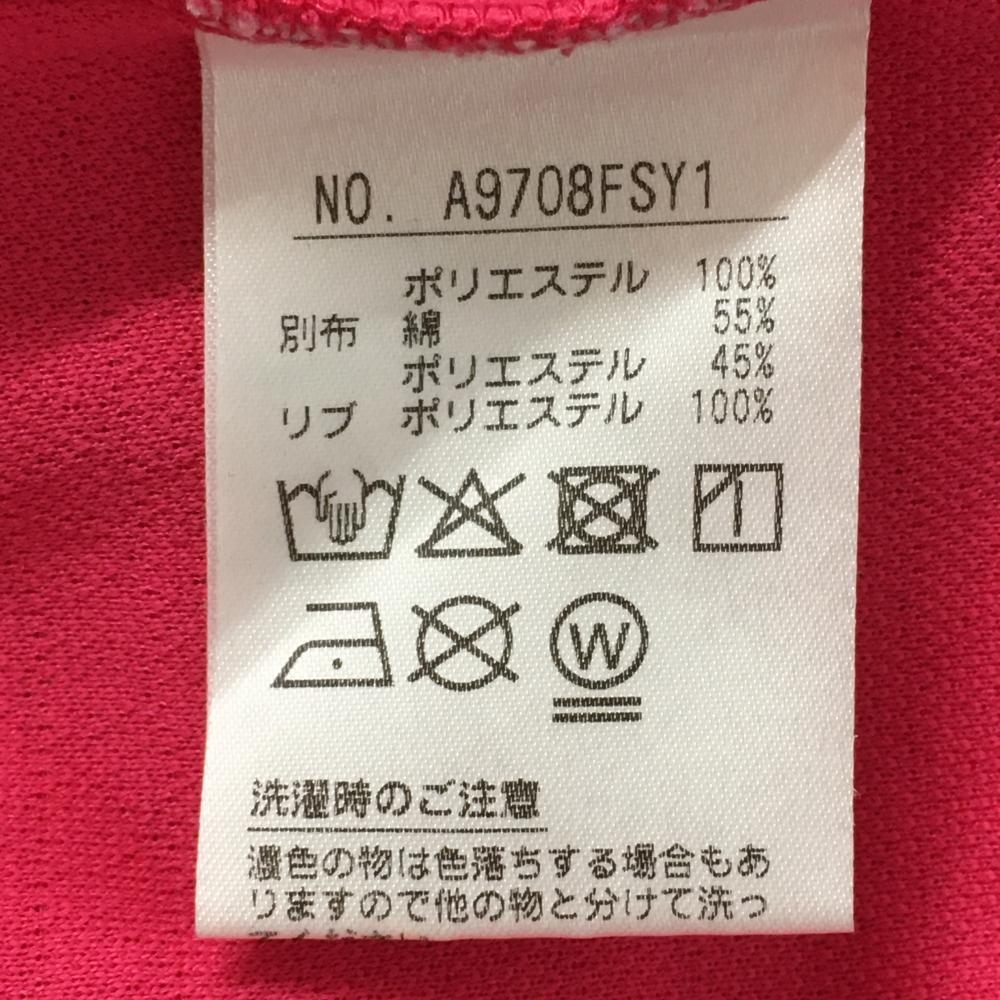 NO. A9708FSY1
ポリエステル 100%
別布 綿 55%
ポリエステル 45%
リブ ポリエステル 100%
W
洗濯時のご注意
濃色の物は色落ちする場合もあ
りますので他の物と分けて洗っ